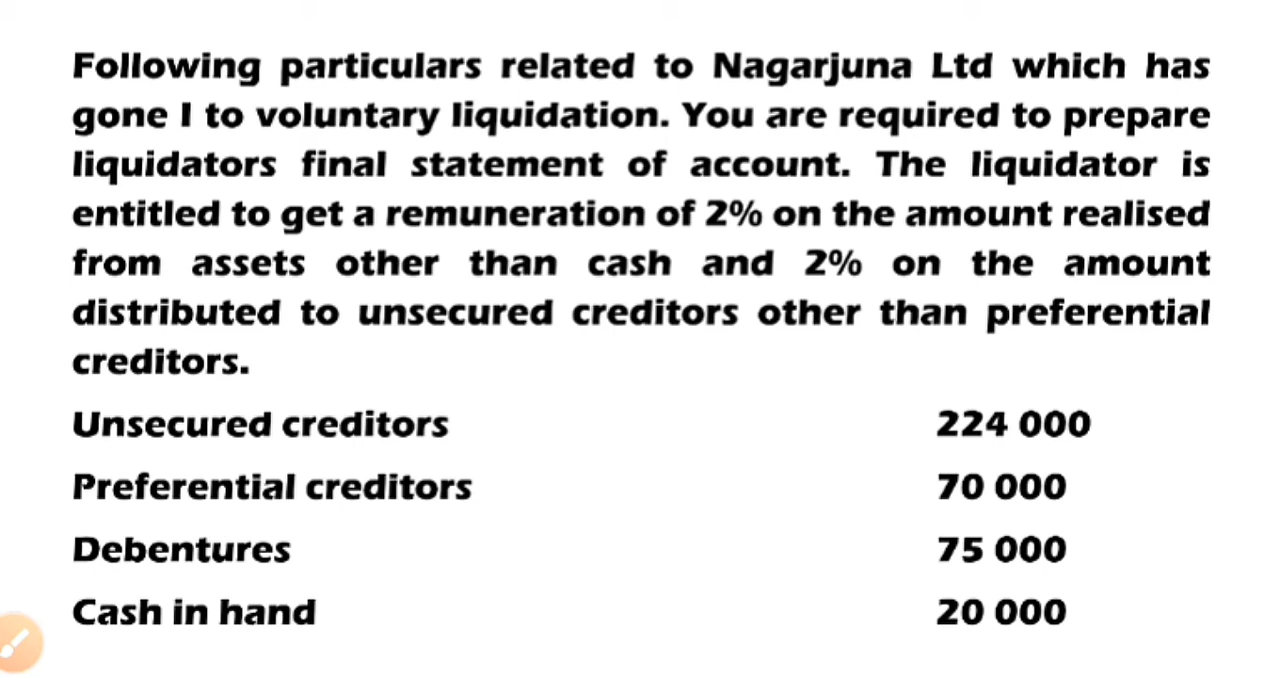 Following particulars related to Nagarjuna Ltd which has
gone I to voluntary liquidation. You are required to prepare
liquidators final statement of account. The liquidator is
entitled to get a remuneration of 2% on the amount realised
from assets other than cash and 2% on the amount
distributed to unsecured creditors other than preferential
creditors.
Unsecured creditors 224 000
Preferential creditors 70 000
Debentures 75 000
Cash in hand 20 000